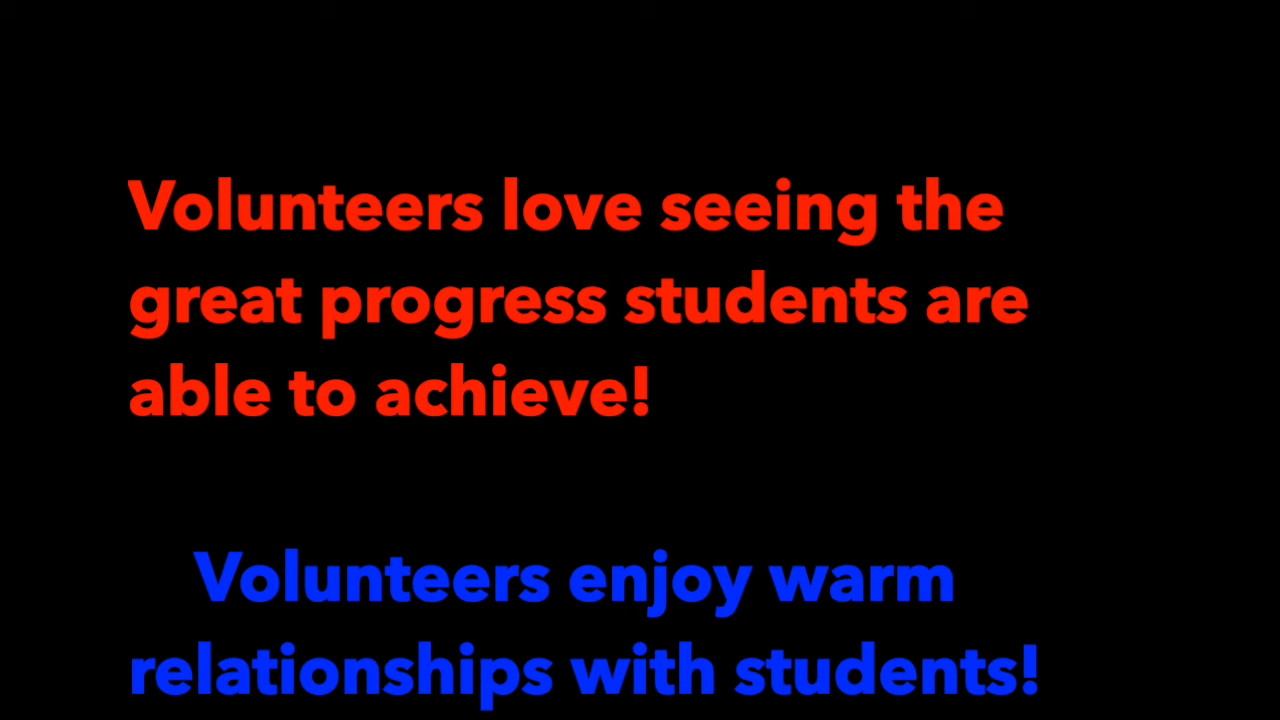 Volunteers love seeing the
great progress students are
able to achieve!
Volunteers enjoy warm
relationships with students!